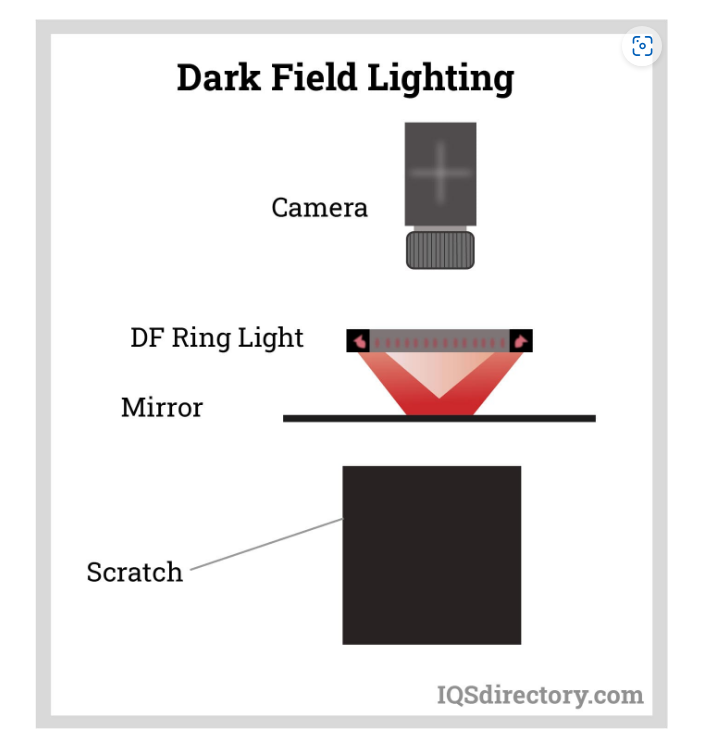 Dark Field Lighting
Camera
DF Ring Light
Mirror
Scratch
IQSdirectory.com